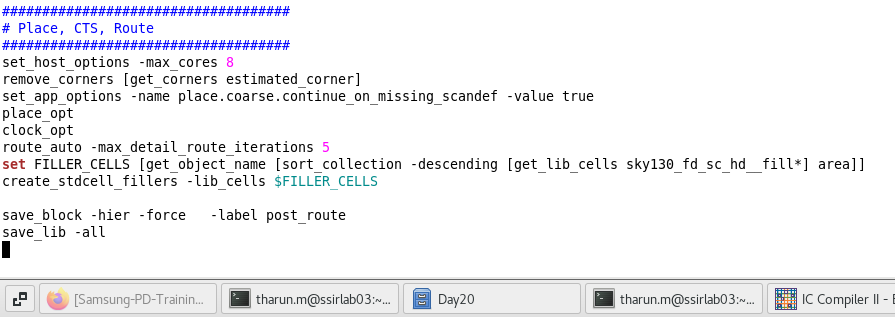 ####################################
# Place, CTS, Route
####################################
set_host_options -max_cores 8
remove_corners [get_corners estimated_corner]
set_app_options -name place.coarse.continue_on_missing_scandef -value true
place_opt
clock_opt
route_auto -max_detail_route_iterations 5
set FILLER_CELLS [get_object_name [sort_collection -descending [get_lib_cells sky130_fd_sc_hd__fill*] area]]
create_stdcell_fillers -lib_cells $FILLER_CELLS
save_block -hier -force   -label post_route
save_lib -all
[Samsung-PD-Trainin... tharun.m@ssirlab03:~... Day20 tharun.m@ssirlab03:~... IC Compiler II -